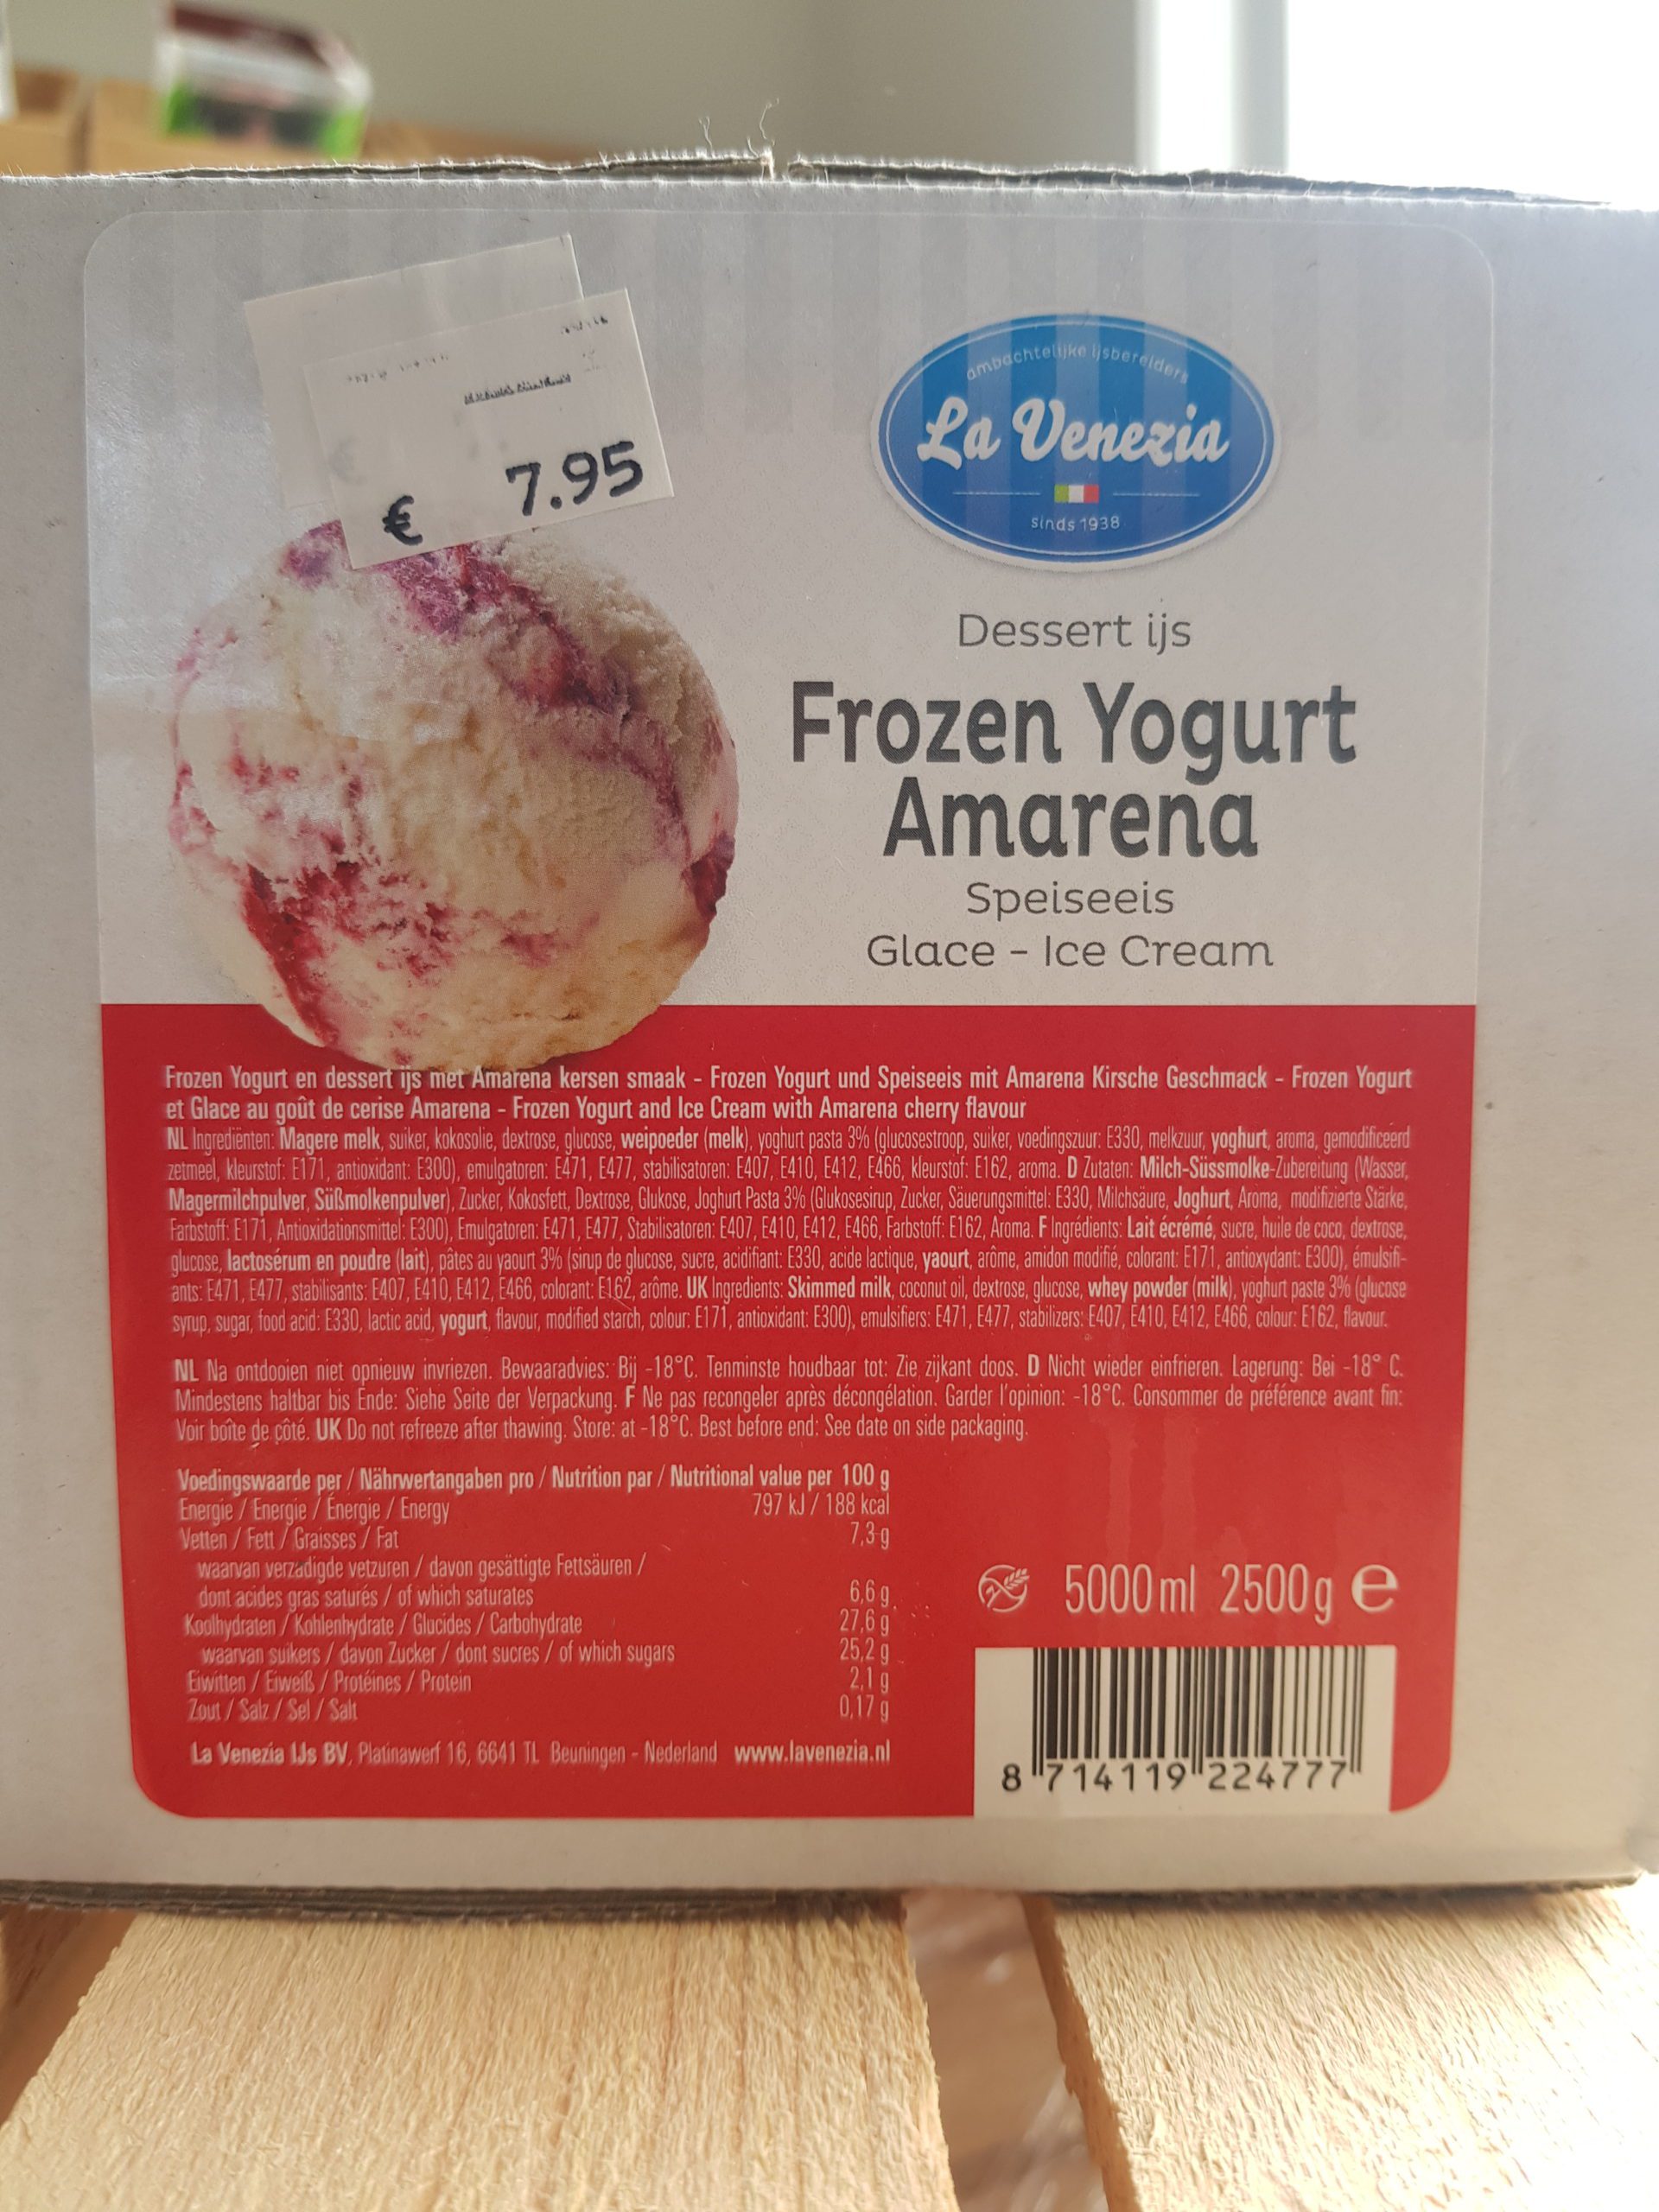 € 7.95
ambachtelijke ijsbereiders
La Venezia
sinds 1938
Dessert ijs
Frozen Yogurt
Amarena
Speiseeis
Glace - Ice Cream
Frozen Yogurt en dessert ijs met Amarena kersen smaak - Frozen Yogurt und Speiseeis mit Amarena Kirsche Geschmack - Frozen Yogurt
et Glace au goût de cerise Amarena - Frozen Yogurt and Ice Cream with Amarena cherry flavour
NL Ingrediënten: Magere melk, suiker, kokosolie, dextrose, glucose, weipoeder (melk), yoghurt pasta 3% (glucosestroop, suiker, voedingszuur: E330, melkzuur, yoghurt, aroma, gemodificeerd
zetmeel, kleurstof: E171, antioxidant: E300), emulgatoren: E471, E477, stabilisatoren: E407, E410, E412, E466, kleurstof: E162, aroma. D Zutaten: Milch-Süssmolke-Zubereitung (Wasser,
Magermilchpulver, Süßmolkenpulver), Zucker, Kokosfett, Dextrose, Glukose, Joghurt Pasta 3% (Glukosesirup, Zucker, Säuerungsmittel: E330, Milchsäure, Joghurt, Aroma, modifizierte Stärke,
Farbstoff: E171, Antioxidationsmittel: E300), Emulgatoren: E471, E477, Stabilisatoren: E407, E410, E412, E466, Farbstoff: E162, Aroma. F Ingrédients: Lait écrémé, sucre, huile de coco, dextrose,
glucose, lactosérum en poudre (lait), pâtes au yaourt 3% (sirup de glucose, sucre, acidifiant: E330, acide lactique, yaourt, arôme, amidon modifié, colorant: E171, antioxydant: E300), émulsifi-
ants: E471, E477, stabilisants: E407, E410, E412, E466, colorant: E162, arôme. UK Ingredients: Skimmed milk, coconut oil, dextrose, glucose, whey powder (milk), yoghurt paste 3% (glucose
syrup, sugar, food acid: E330, lactic acid, yogurt, flavour, modified starch, colour: E171, antioxidant: E300), emulsifiers: E471, E477, stabilizers: E407, E410, E412, E466, colour: E162, flavour.
NL Na ontdooien niet opnieuw invriezen. Bewaaradvies: Bij -18°C. Tenminste houdbaar tot: Zie zijkant doos. D Nicht wieder einfrieren. Lagerung: Bei -18° C.
Mindestens haltbar bis Ende: Siehe Seite der Verpackung. F Ne pas recongeler après décongélation. Garder l'opinion: -18°C. Consommer de préférence avant fin:
Voir boîte de côté. UK Do not refreeze after thawing. Store: at -18°C. Best before end: See date on side packaging.
Voedingswaarde per / Nährwertangaben pro / Nutrition par / Nutritional value per 100 g
Energie / Energie / Énergie / Energy 797 kJ / 188 kcal
Vetten / Fett / Graisses / Fat 7,3 g
waarvan verzadigde vetzuren / davon gesättigte Fettsäuren /
dont acides gras saturés / of which saturates 6,6 g
Koolhydraten / Kohlenhydrate / Glucides / Carbohydrate 27,6 g
waarvan suikers / davon Zucker / dont sucres / of which sugars 25,2 g
Eiwitten / Eiweiß / Protéines / Protein 2,1 g
Zout / Salz / Sel / Salt 0,17 g
La Venezia IJs BV, Platinawerf 16, 6641 TL Beuningen - Nederland www.lavenezia.nl
5000ml 2500g e
8 714119 224777